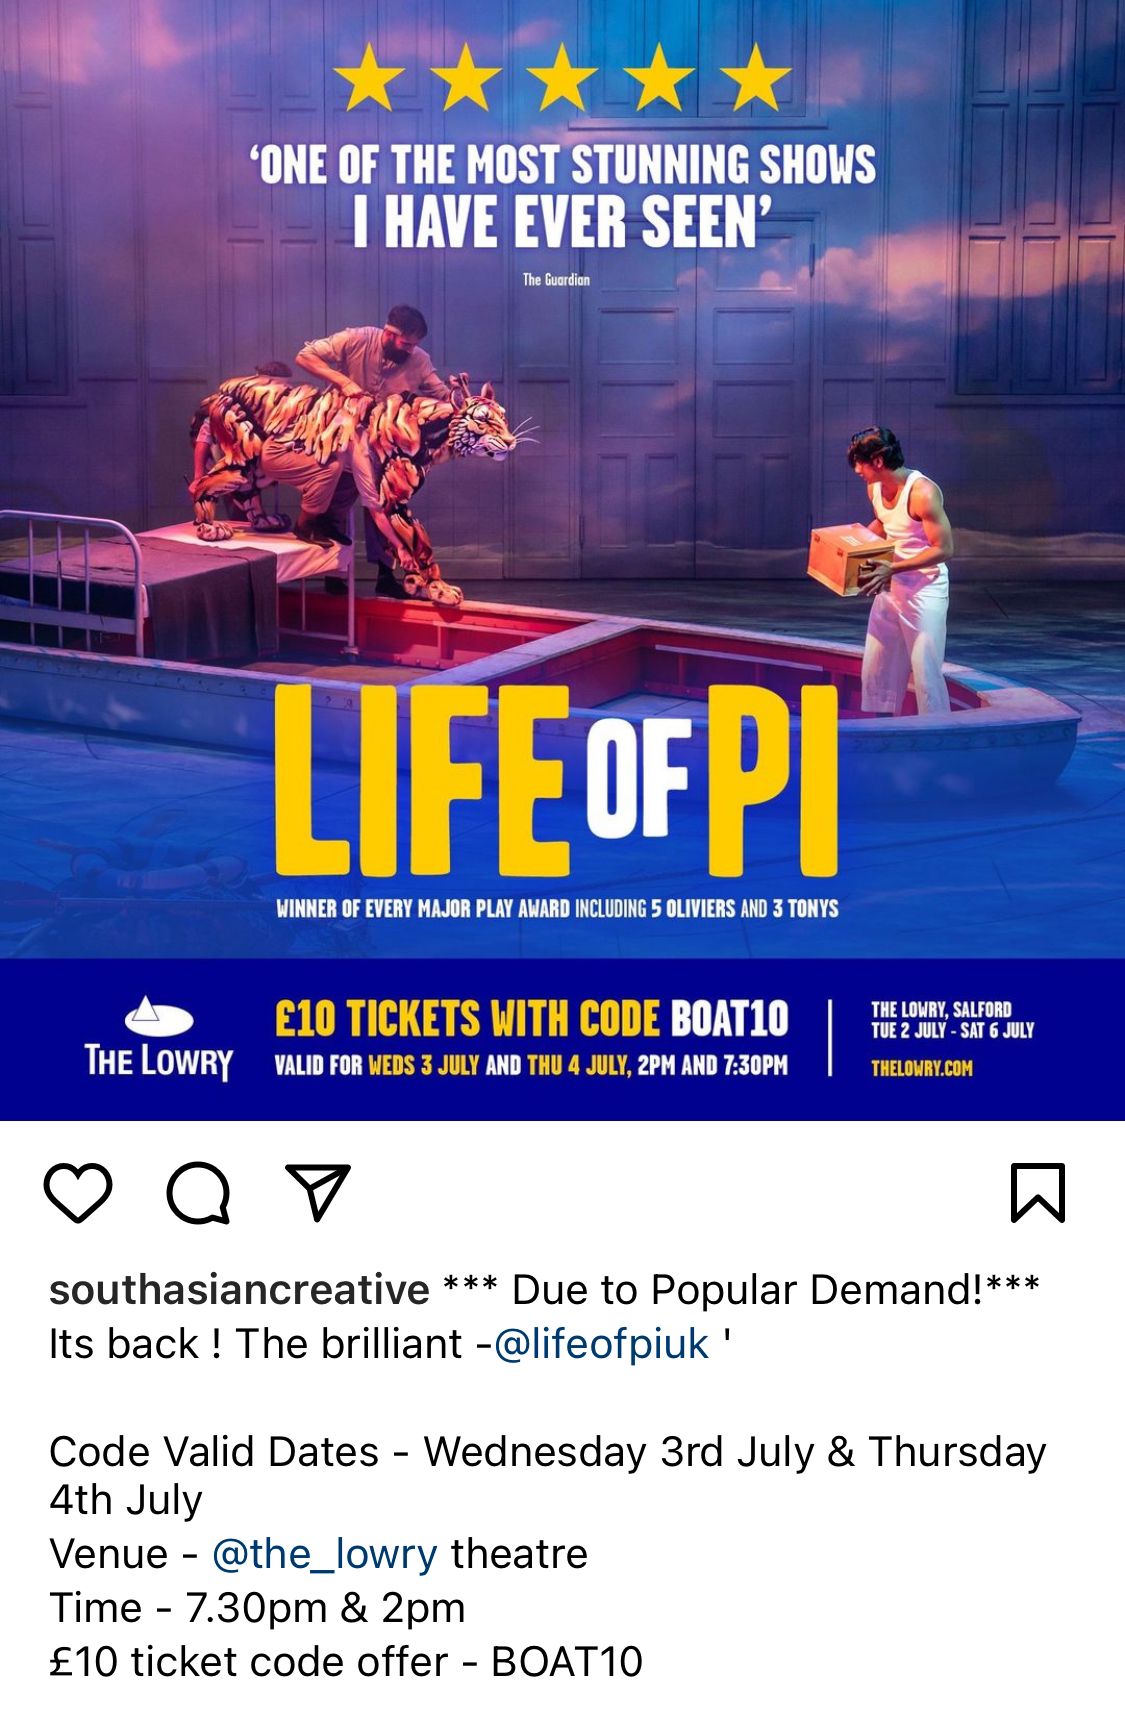 ‘ONE OF THE MOST STUNNING SHOWS
I HAVE EVER SEEN’
The Guardian
LIFE OF PI
WINNER OF EVERY MAJOR PLAY AWARD INCLUDING 5 OLIVIERS AND 3 TONYS
THE LOWRY
£10 TICKETS WITH CODE BOAT10
VALID FOR WEDS 3 JULY AND THU 4 JULY, 2PM AND 7:30PM
THE LOWRY, SALFORD
TUE 2 JULY - SAT 6 JULY
THELOWRY.COM
southasiancreative *** Due to Popular Demand!***
Its back ! The brilliant -@lifeofpiuk '
Code Valid Dates - Wednesday 3rd July & Thursday
4th July
Venue - @the_lowry theatre
Time - 7.30pm & 2pm
£10 ticket code offer - BOAT10